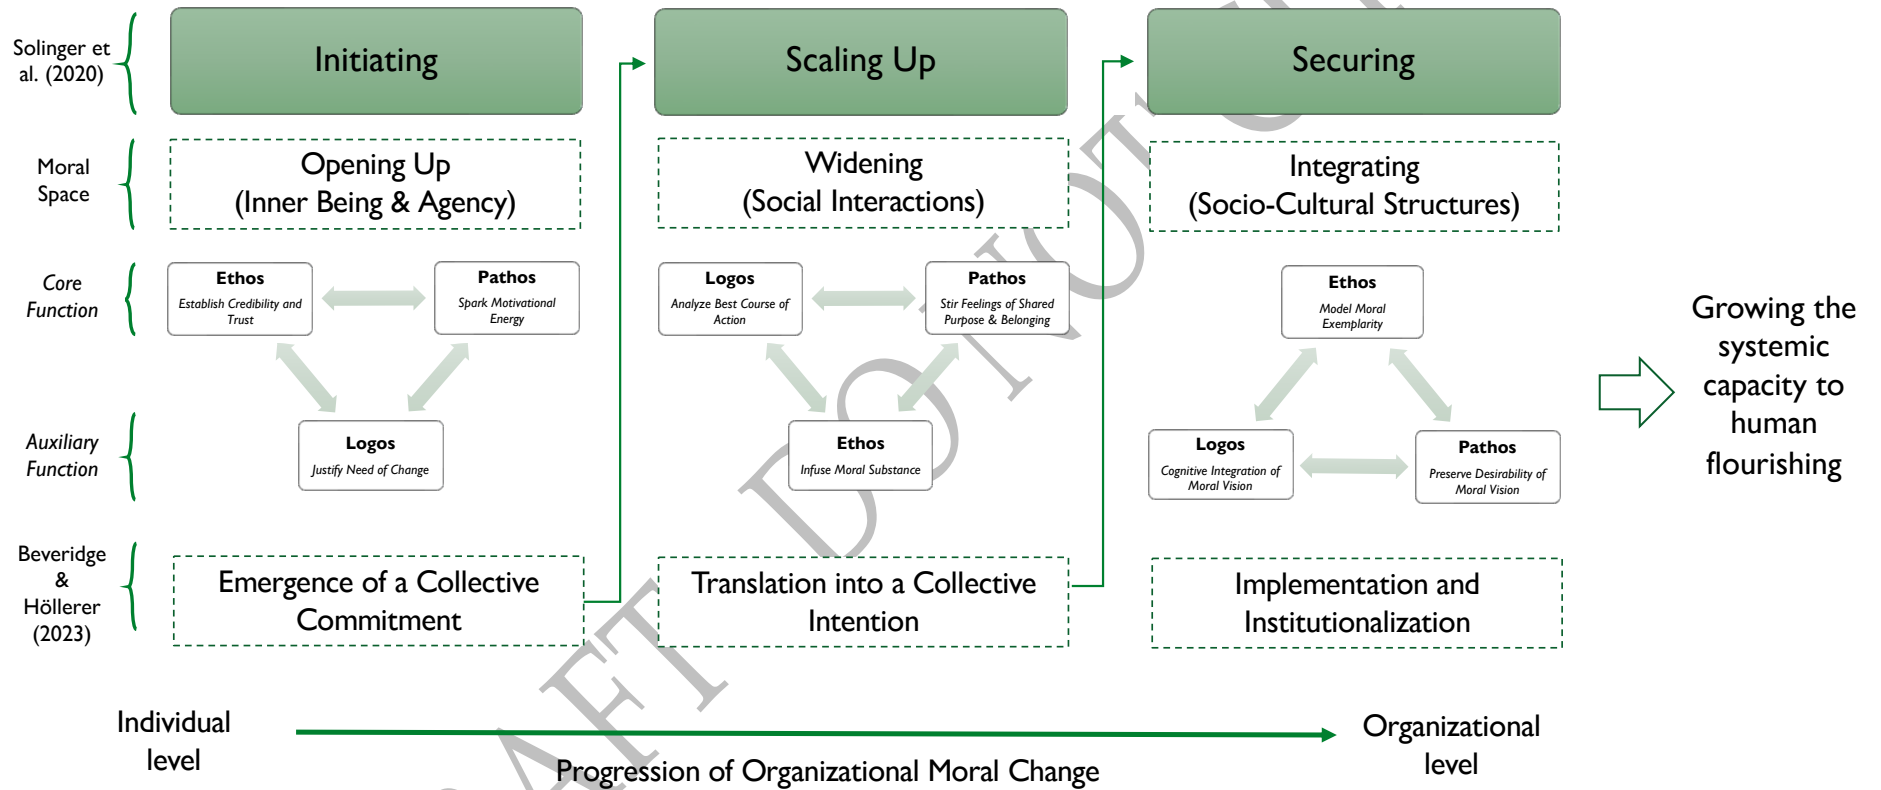 Solinger et
al. (2020)
Initiating
Scaling Up
Securing
Moral
Space
Opening Up
(Inner Being & Agency)
Widening
(Social Interactions)
Integrating
(Socio-Cultural Structures)
Core
Function
Ethos
Establish Credibility and
Trust
Pathos
Spark Motivational
Energy
Logos
Analyze Best Course of
Action
Pathos
Stir Feelings of Shared
Purpose & Belonging
Ethos
Model Moral
Exemplarity
Auxiliary
Function
Logos
Justify Need of Change
Ethos
Infuse Moral Substance
Logos
Cognitive Integration of
Moral Vision
Pathos
Preserve Desirability of
Moral Vision
Growing the
systemic
capacity to
human
flourishing
Beveridge
&
Höllerer
(2023)
Emergence of a Collective
Commitment
Translation into a Collective
Intention
Implementation and
Institutionalization
Individual
level
Progression of Organizational Moral Change
Organizational
level